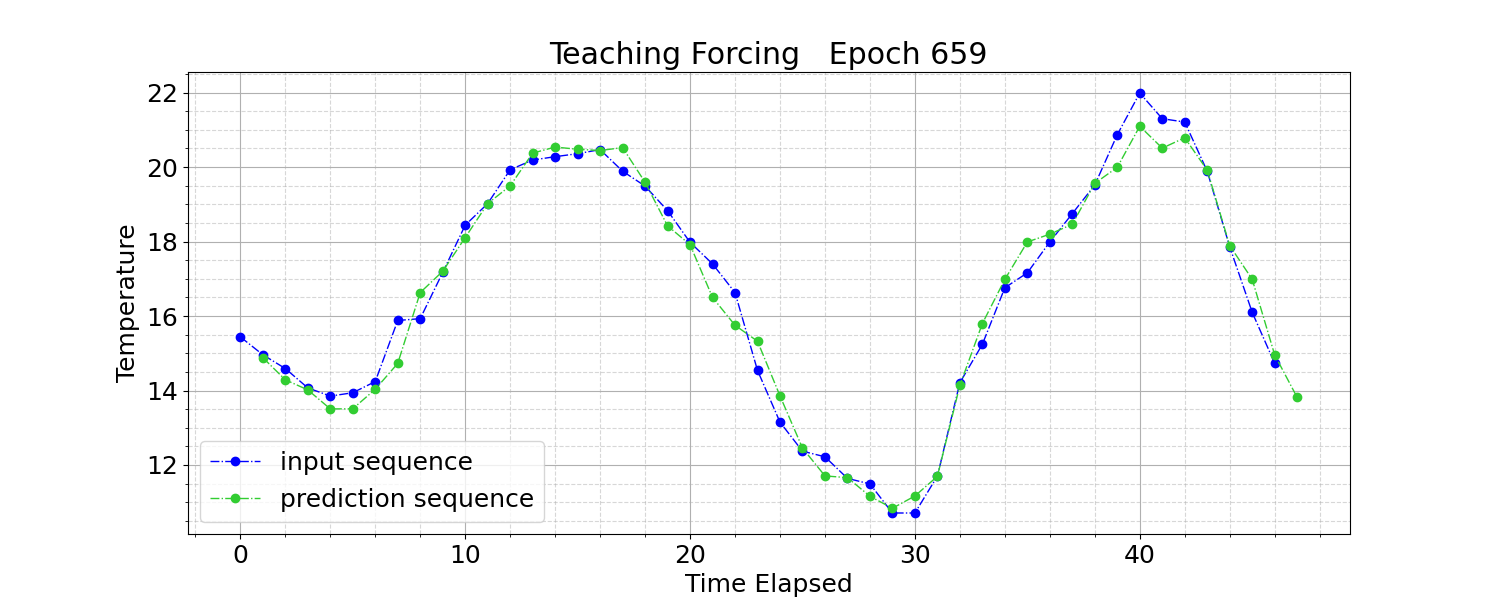 Teaching Forcing   Epoch 659
Temperature
22
20
18
16
14
12
input sequence
prediction sequence
0 10 20 30 40
Time Elapsed